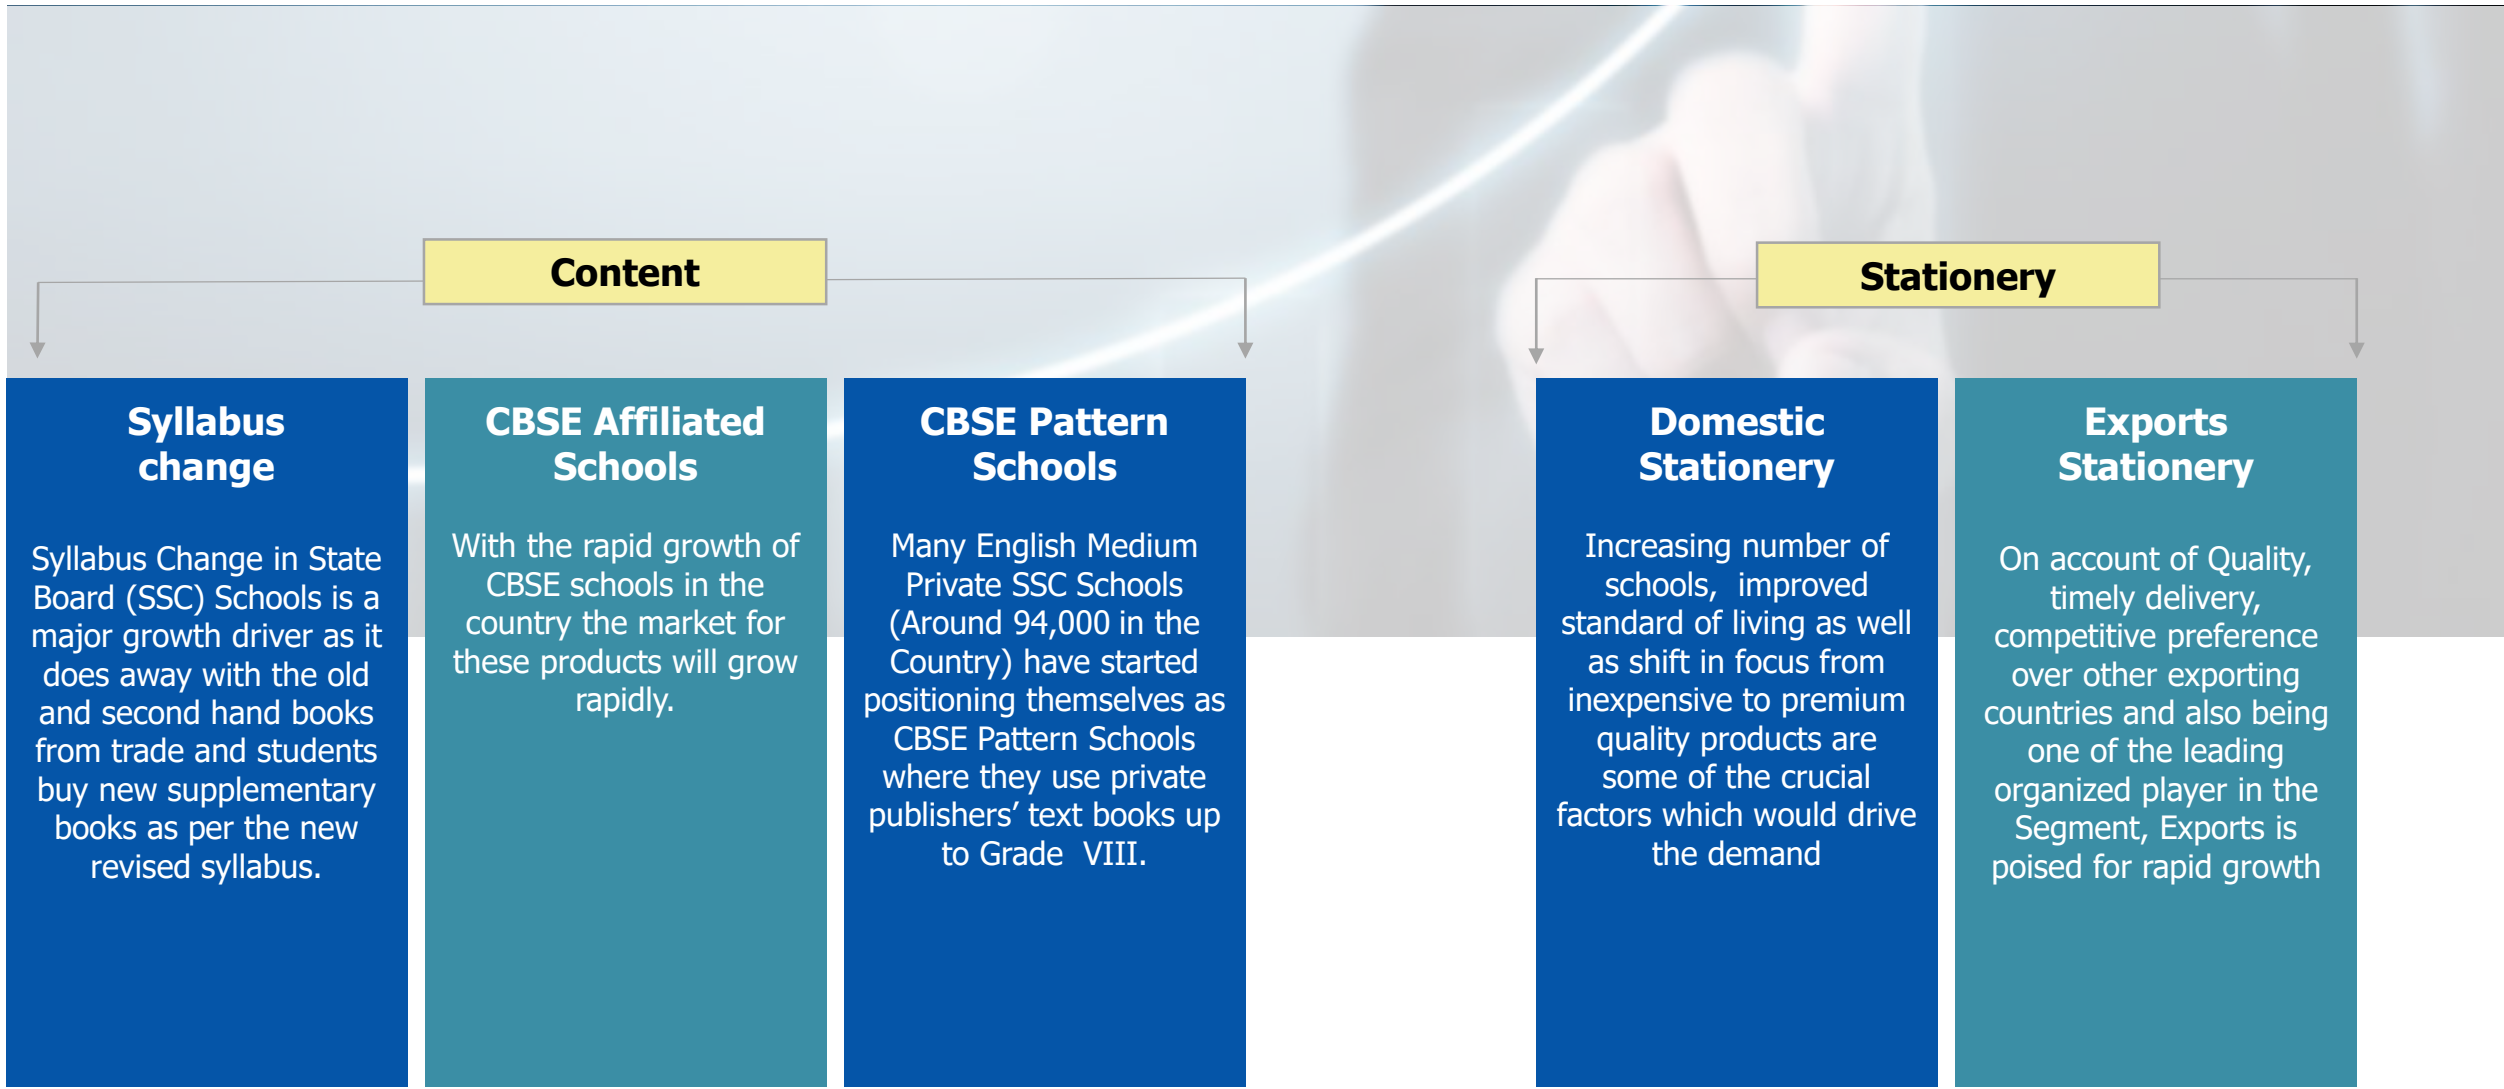 Content
Syllabus
change
Syllabus Change in State
Board (SSC) Schools is a
major growth driver as it
does away with the old
and second hand books
from trade and students
buy new supplementary
books as per the new
revised syllabus.
CBSE Affiliated
Schools
With the rapid growth of
CBSE schools in the
country the market for
these products will grow
rapidly.
CBSE Pattern
Schools
Many English Medium
Private SSC Schools
(Around 94,000 in the
Country) have started
positioning themselves as
CBSE Pattern Schools
where they use private
publishers’ text books up
to Grade  VIII.
Stationery
Domestic
Stationery
Increasing number of
schools,  improved
standard of living as well
as shift in focus from
inexpensive to premium
quality products are
some of the crucial
factors which would drive
the demand
Exports
Stationery
On account of Quality,
timely delivery,
competitive preference
over other exporting
countries and also being
one of the leading
organized player in the
Segment, Exports is
poised for rapid growth